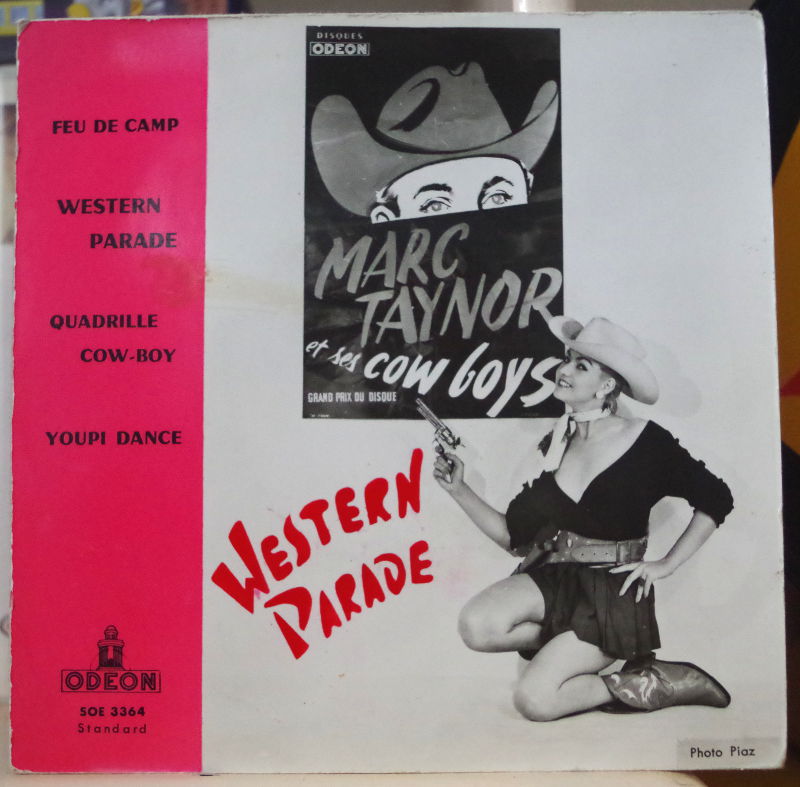 FEU DE CAMP
WESTERN
PARADE
QUADRILLE
COW-BOY
YOUPI DANCE
ODEON
SOE 3364
Standard
DISQUES
ODEON
MARC
TAYNOR
et ses COW boys
GRAND PRIX DU DISQUE
WESTERN
PARADE
Photo Piaz